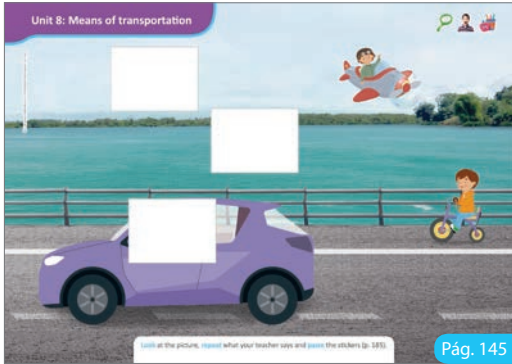 Unit 8: Means of transportation
Look at the picture, repeat what your teacher says and paste the stickers (p. 185).
Pág. 145